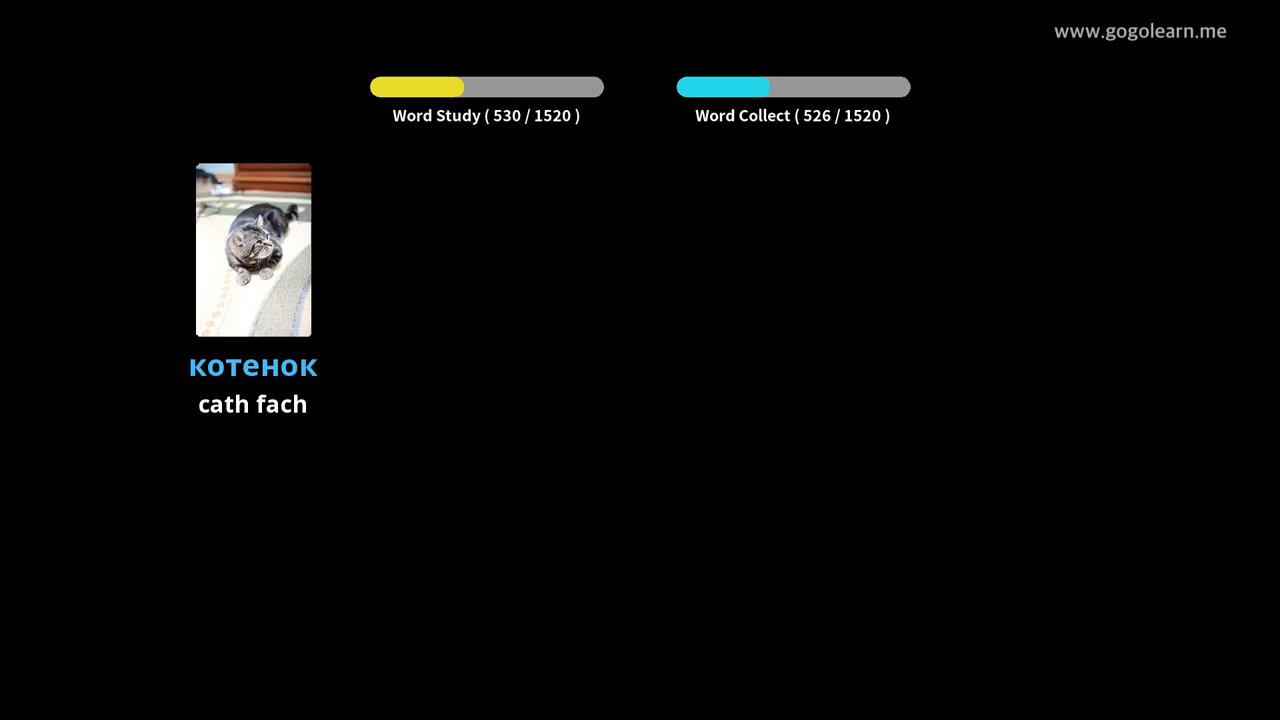 www.gogolearn.me
Word Study ( 530 / 1520 )
Word Collect ( 526 / 1520 )
котенок
cath fach